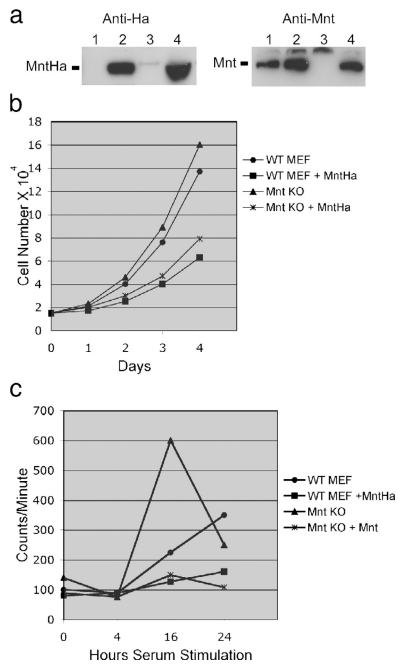 a
Anti-Ha Anti-Mnt
1 2 3 4 1 2 3 4
MntHa Mnt
b
18
16
14
12
10
8
6
4
2
0
Cell Number X 10^4
0 1 2 3 4
Days
WT MEF
WT MEF + MntHa
Mnt KO
Mnt KO + MntHa
c
700
600
500
400
300
200
100
0
Counts/Minute
0 4 16 24
Hours Serum Stimulation
WT MEF
WT MEF +MntHa
Mnt KO
Mnt KO + Mnt